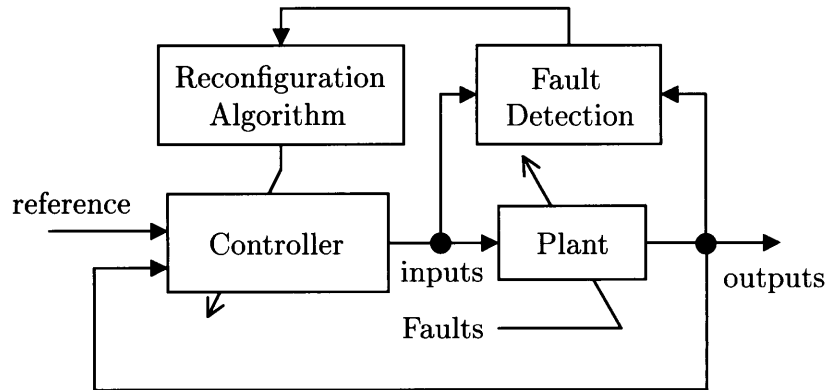 Reconfiguration
Algorithm
Fault
Detection
reference
Controller
inputs
Plant
outputs
Faults